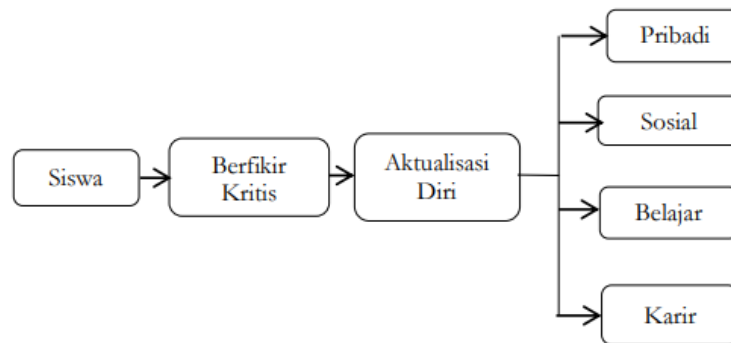 Siswa
Berfikir
Kritis
Aktualisasi
Diri
Pribadi
Sosial
Belajar
Karir